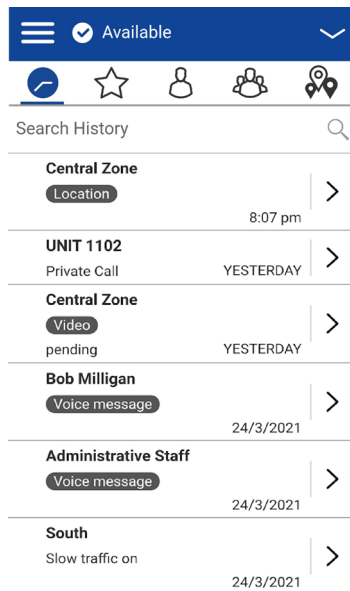 Available
Search History
Central Zone
Location
8:07 pm
UNIT 1102
Private Call
YESTERDAY
Central Zone
Video
pending
YESTERDAY
Bob Milligan
Voice message
24/3/2021
Administrative Staff
Voice message
24/3/2021
South
Slow traffic on
24/3/2021